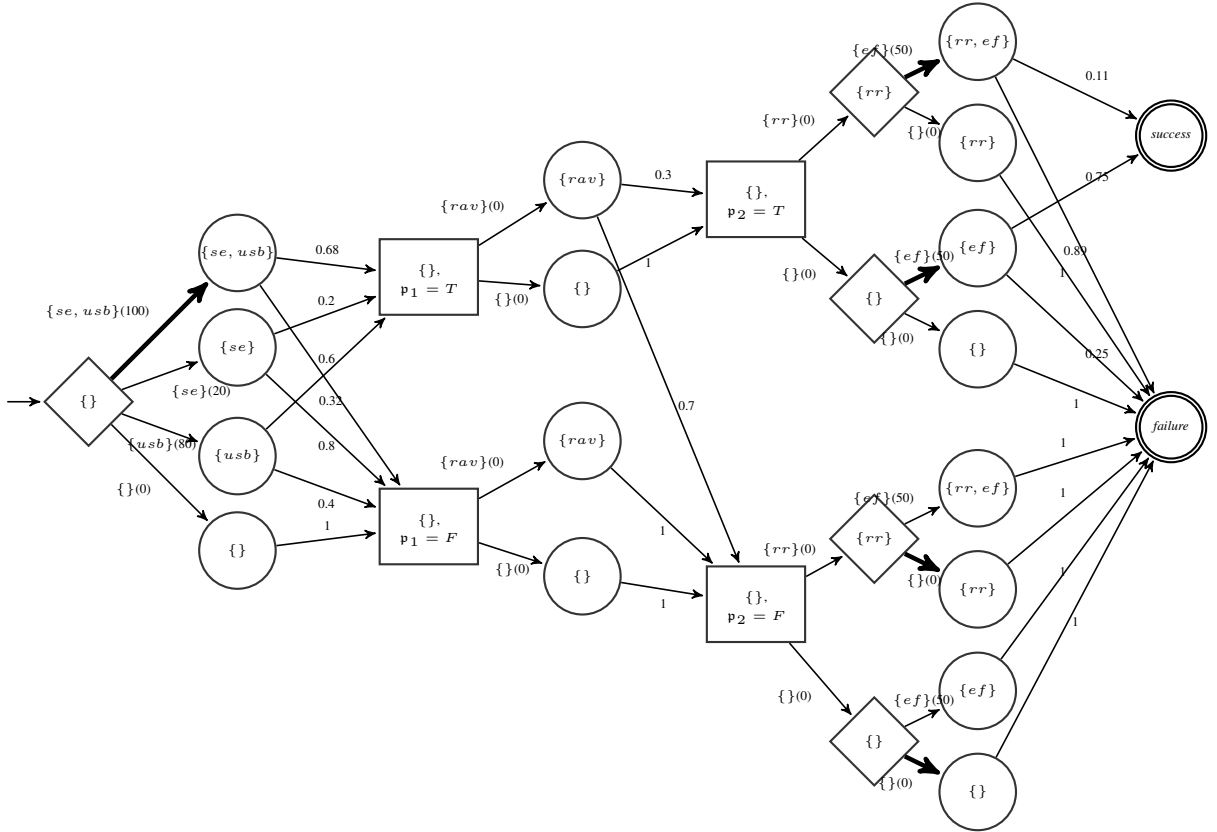 {se, usb}(100)
{se}(20)
{usb}(80)
{}(0)
{}
{se, usb}
{se}
{usb}
{}
0.68
0.2
0.6
0.32
0.8
0.4
1
{},
𝔭1 = T
{},
𝔭1 = F
{rav}(0)
{}(0)
{rav}(0)
{}(0)
{rav}
{}
{rav}
{}
0.3
1
0.7
1
1
{},
𝔭2 = T
{},
𝔭2 = F
{rr}(0)
{}(0)
{rr}(0)
{}(0)
{ef}(50)
{rr}
{}(0)
{ef}(50)
{}
{}(0)
{ef}(50)
{rr}
{}(0)
{ef}(50)
{}
{}(0)
{rr, ef}
{rr}
{ef}
{}
{rr, ef}
{rr}
{ef}
{}
0.11
0.75
0.89
1
0.25
1
1
1
1
1
success
failure